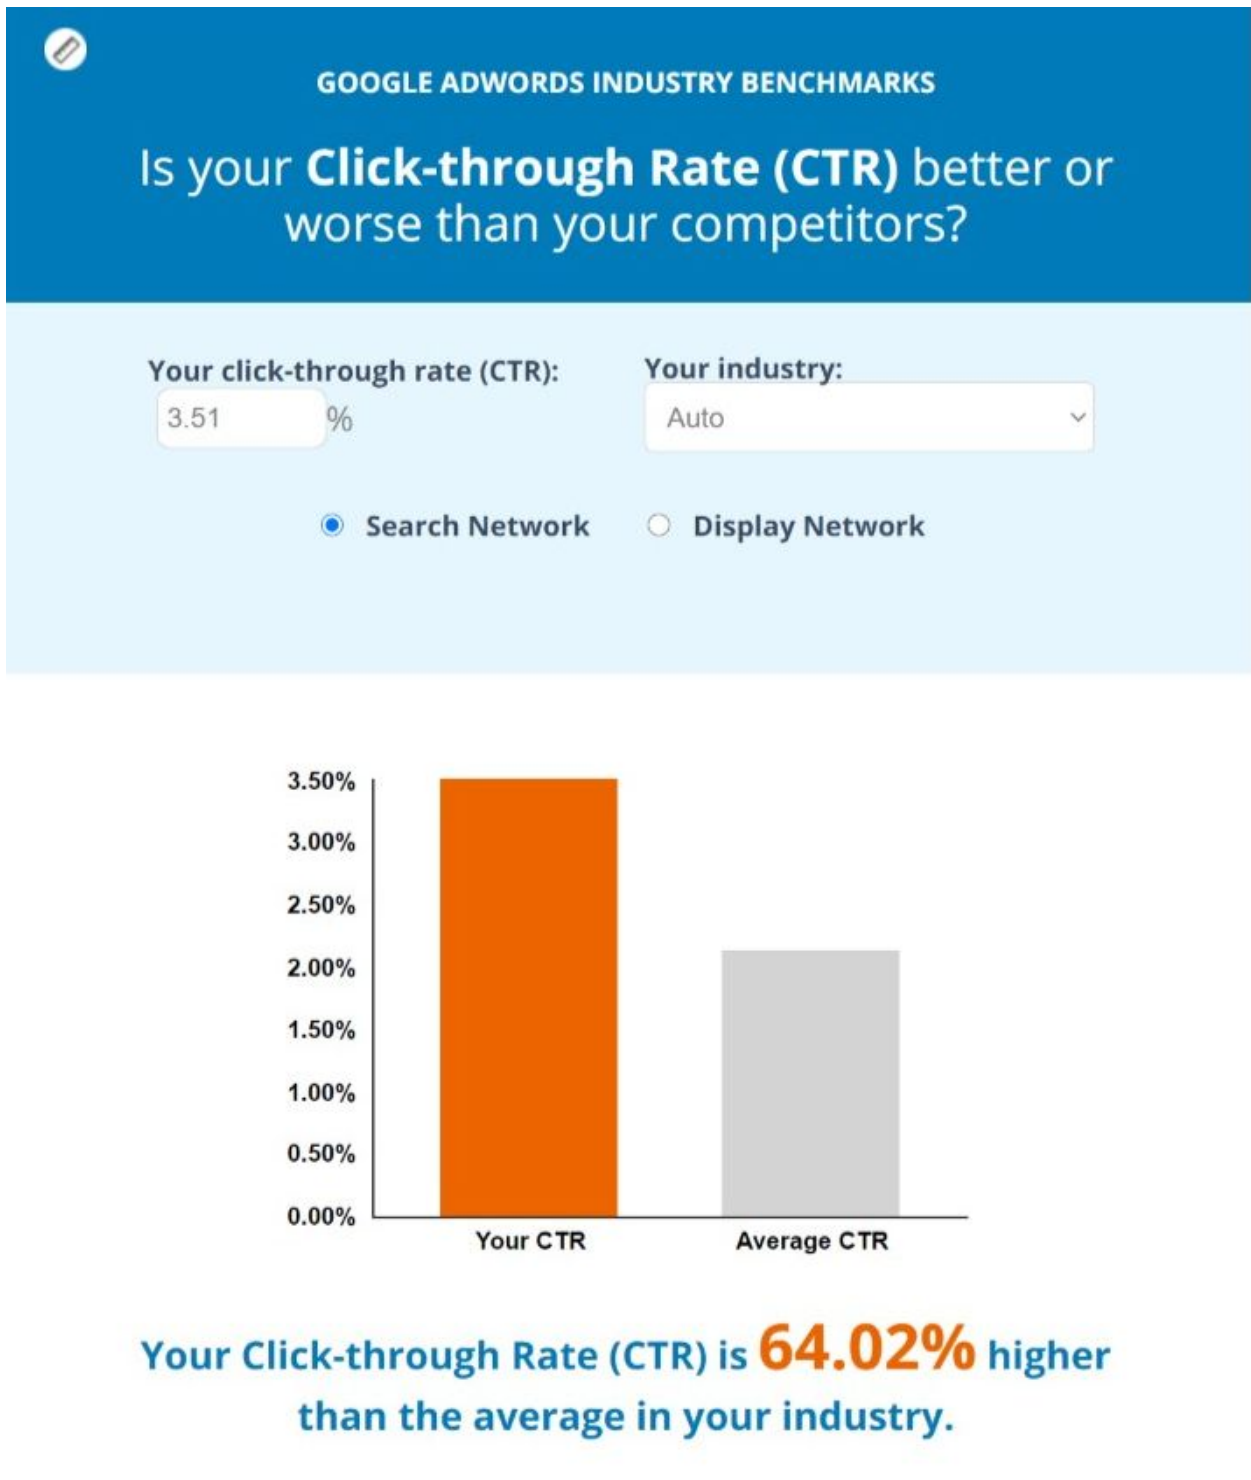 GOOGLE ADWORDS INDUSTRY BENCHMARKS
Is your Click-through Rate (CTR) better or
worse than your competitors?
Your click-through rate (CTR):
3.51 %
Your industry:
Auto
Search Network
Display Network
3.50%
3.00%
2.50%
2.00%
1.50%
1.00%
0.50%
0.00%
Your CTR
Average CTR
Your Click-through Rate (CTR) is 64.02% higher
than the average in your industry.